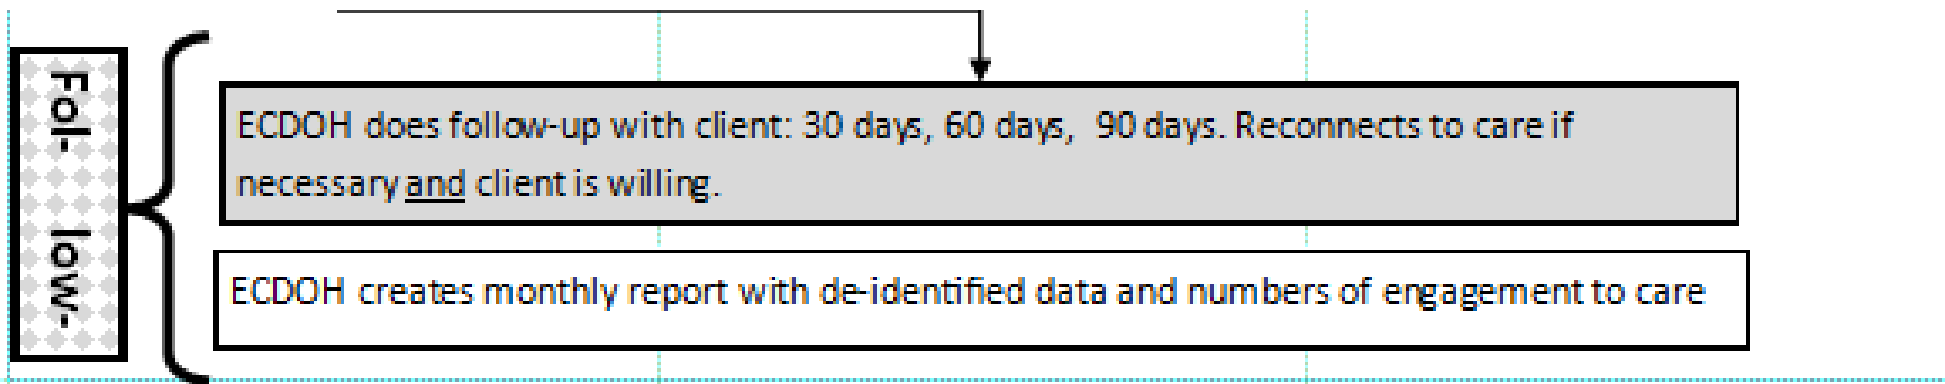 Fol- low-
ECDOH does follow-up with client: 30 days, 60 days, 90 days. Reconnects to care if
necessary and client is willing.
ECDOH creates monthly report with de-identified data and numbers of engagement to care